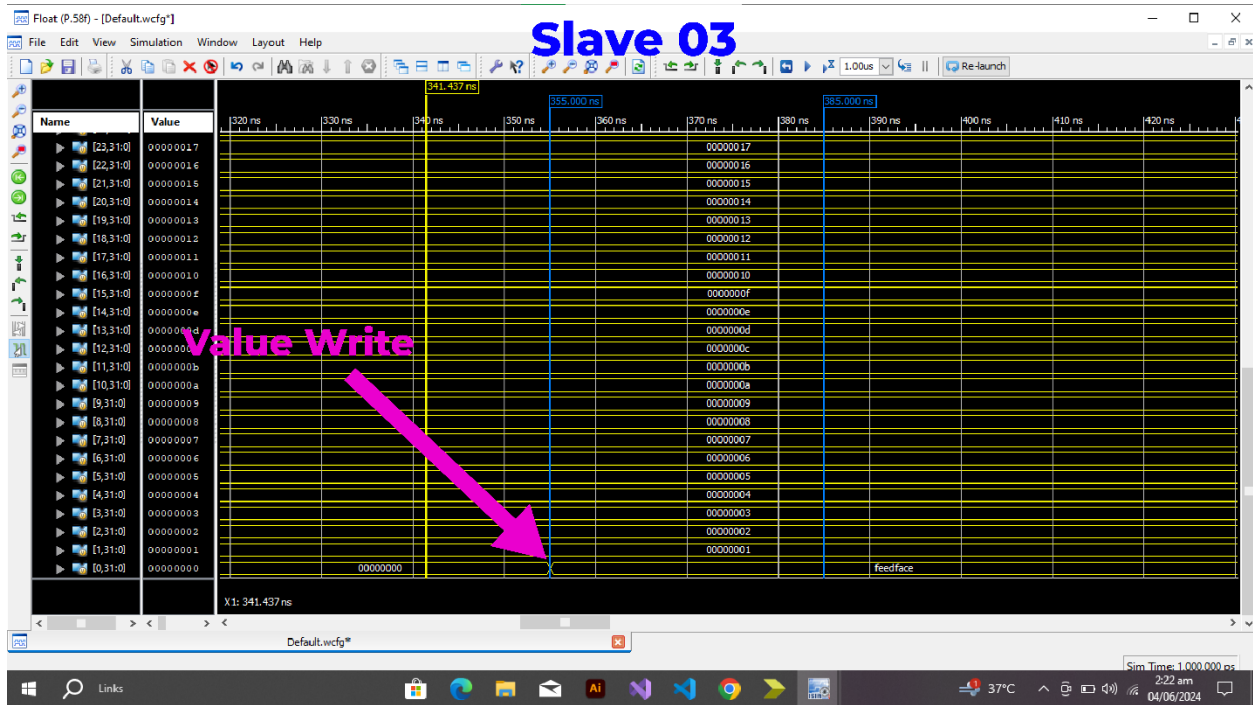 Float (P.58f) - [Default.wcfg*]
Slave 03
File Edit View Simulation Window Layout Help
1.00us
Re-launch
341.437 ns
355.000 ns 385.000 ns
Name Value
320 ns 330 ns 340 ns 350 ns 360 ns 370 ns 380 ns 390 ns 400 ns 410 ns 420 ns
[23,31:0] 00000017 00000017
[22,31:0] 00000016 00000016
[21,31:0] 00000015 00000015
[20,31:0] 00000014 00000014
[19,31:0] 00000013 00000013
[18,31:0] 00000012 00000012
[17,31:0] 00000011 00000011
[16,31:0] 00000010 00000010
[15,31:0] 0000000f 0000000f
[14,31:0] 0000000e 0000000e
[13,31:0] 0000000d 0000000d
Value Write
[12,31:0] 0000000c
[11,31:0] 0000000b 0000000b
[10,31:0] 0000000a 0000000a
[9,31:0] 00000009 00000009
[8,31:0] 00000008 00000008
[7,31:0] 00000007 00000007
[6,31:0] 00000006 00000006
[5,31:0] 00000005 00000005
[4,31:0] 00000004 00000004
[3,31:0] 00000003 00000003
[2,31:0] 00000002 00000002
[1,31:0] 00000001 00000001
[0,31:0] 00000000 00000000 feedface
X1: 341.437 ns
Default.wcfg*
Sim Time: 1,000,000 ps
Links
Ai
37°C
2:22 am
04/06/2024